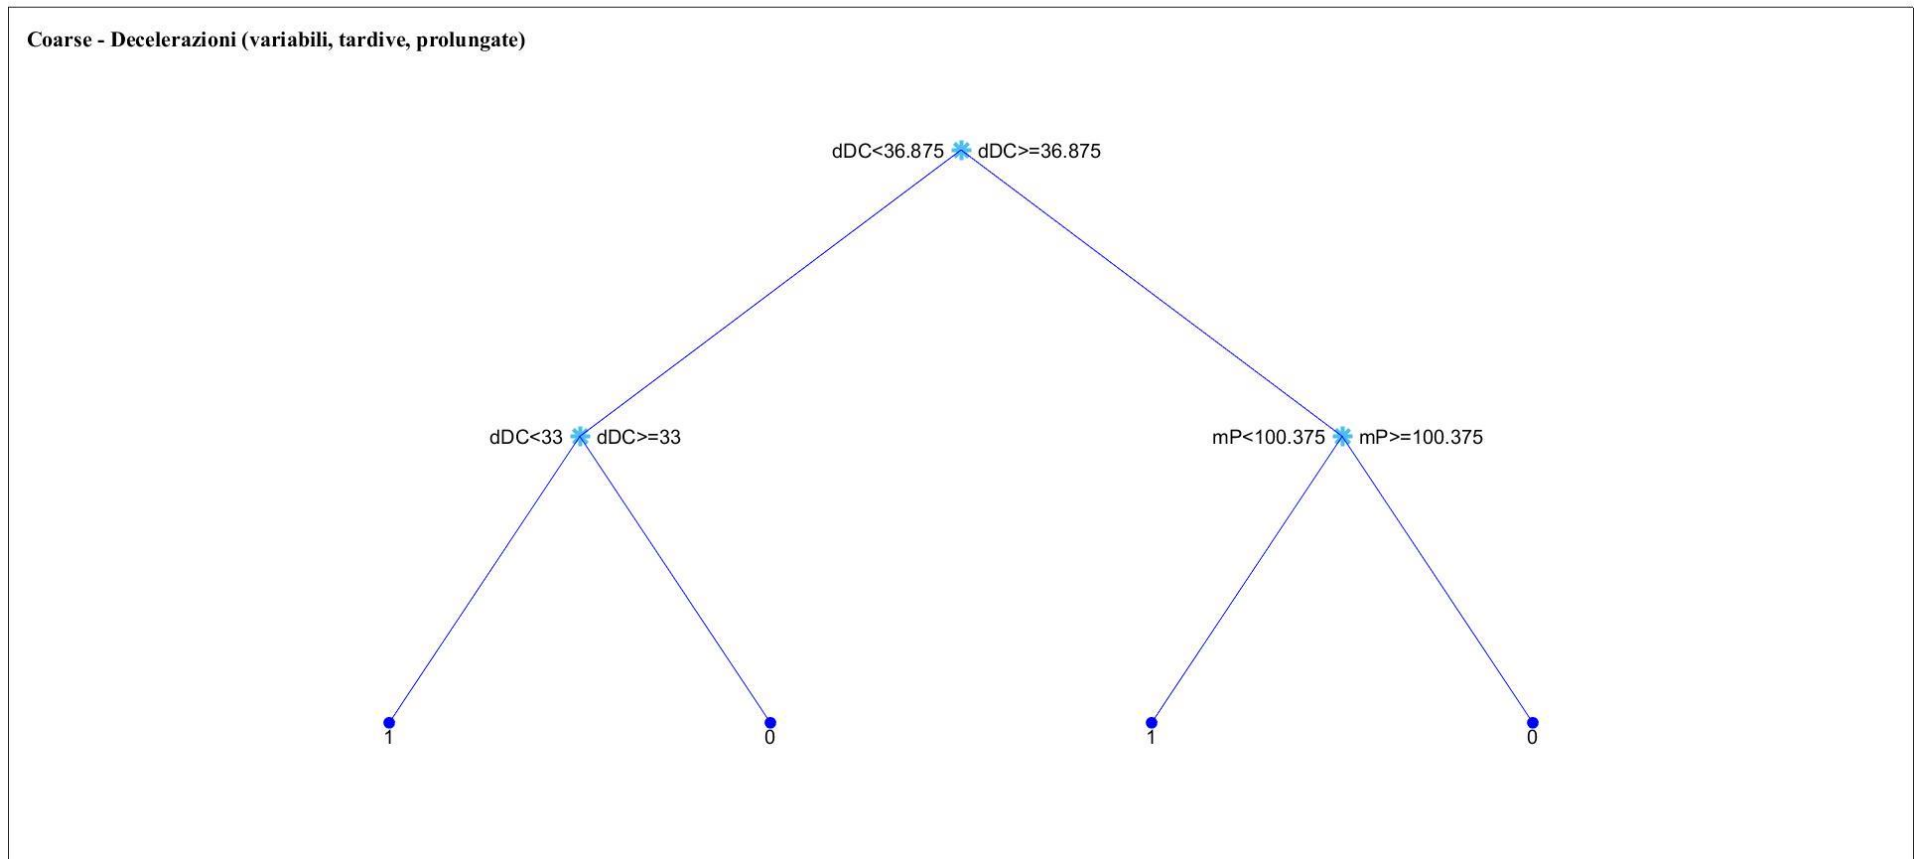 Coarse - Decelerazioni (variabili, tardive, prolungate)
dDC<36.875 dDC>=36.875
dDC<33 dDC>=33 mP<100.375 mP>=100.375
1 0 1 0